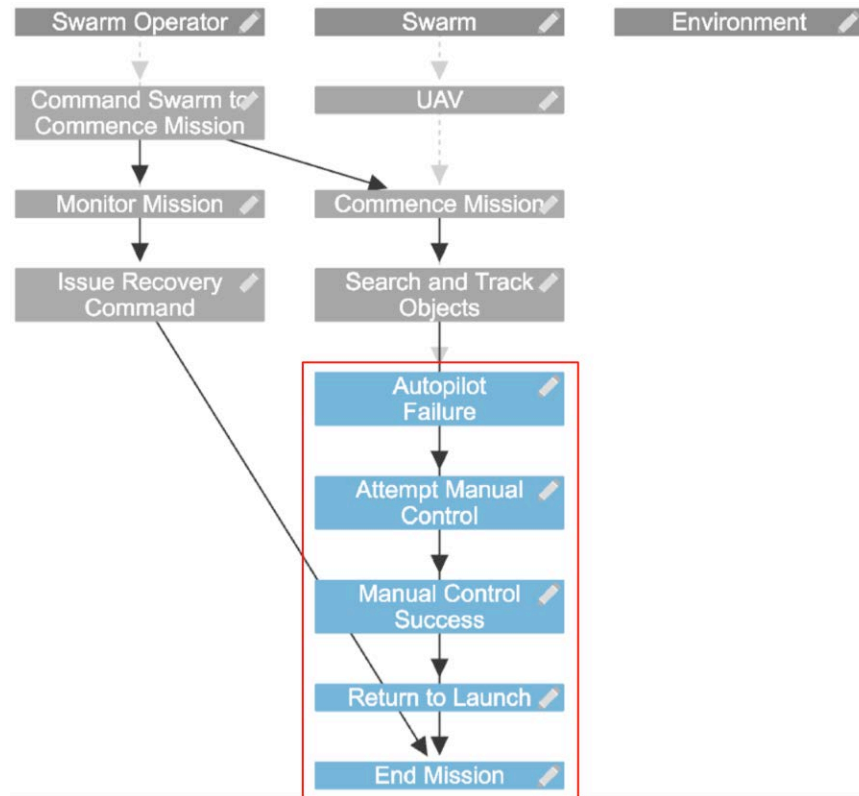 Swarm Operator
Swarm
Environment
Command Swarm to
Commence Mission
UAV
Monitor Mission
Commence Mission
Issue Recovery
Command
Search and Track
Objects
Autopilot
Failure
Attempt Manual
Control
Manual Control
Success
Return to Launch
End Mission